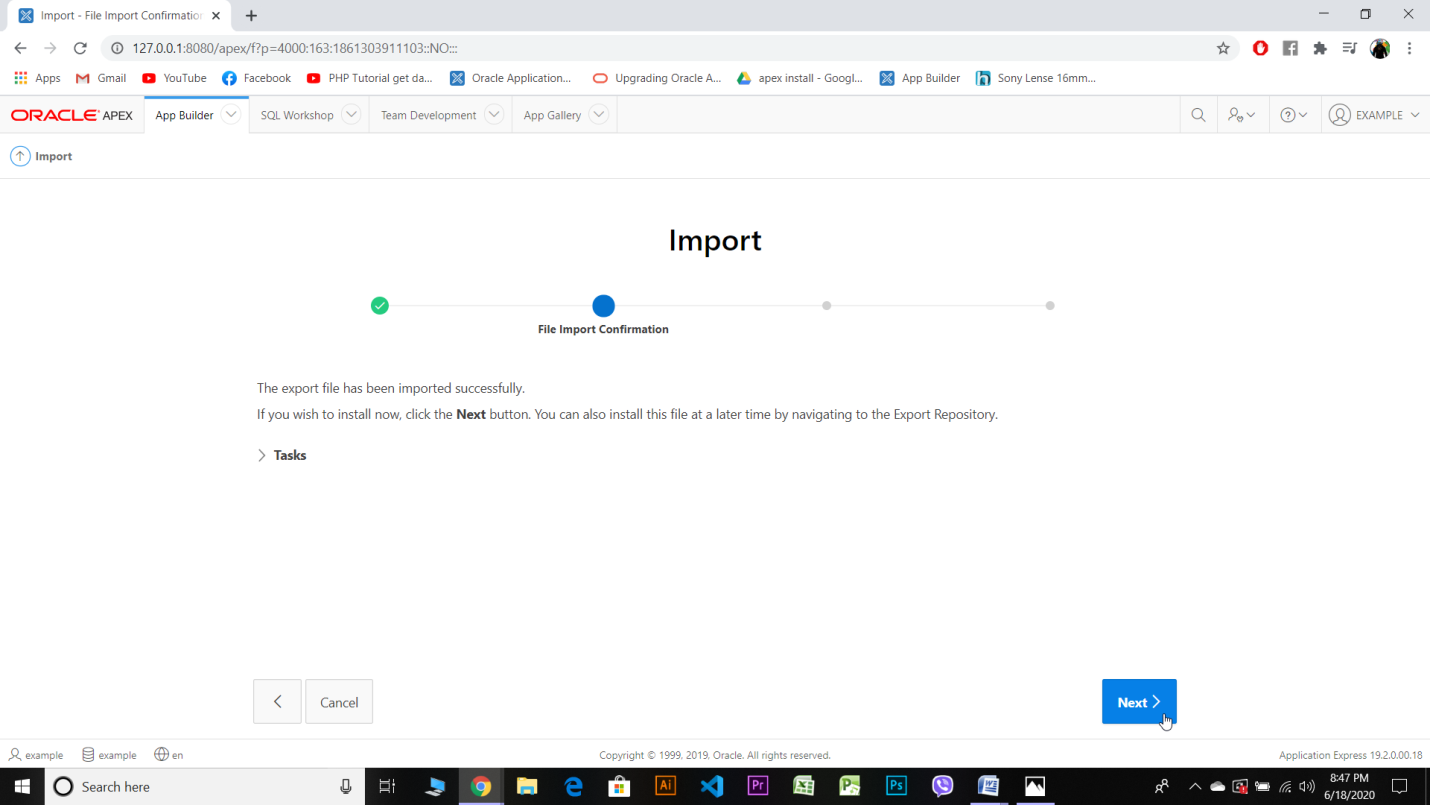 Import - File Import Confirmation
127.0.0.1:8080/apex/f?p=4000:163:1861303911103::NO:::
Apps Gmail YouTube Facebook PHP Tutorial get da... Oracle Application... Upgrading Oracle A... apex install - Googl... App Builder Sony Lense 16mm...
ORACLE APEX App Builder SQL Workshop Team Development App Gallery EXAMPLE
Import
Import
File Import Confirmation
The export file has been imported successfully.
If you wish to install now, click the Next button. You can also install this file at a later time by navigating to the Export Repository.
Tasks
Cancel Next
example example en Copyright © 1999, 2019, Oracle. All rights reserved. Application Express 19.2.0.00.18
Search here Ai Pr Ps 8:47 PM
6/18/2020